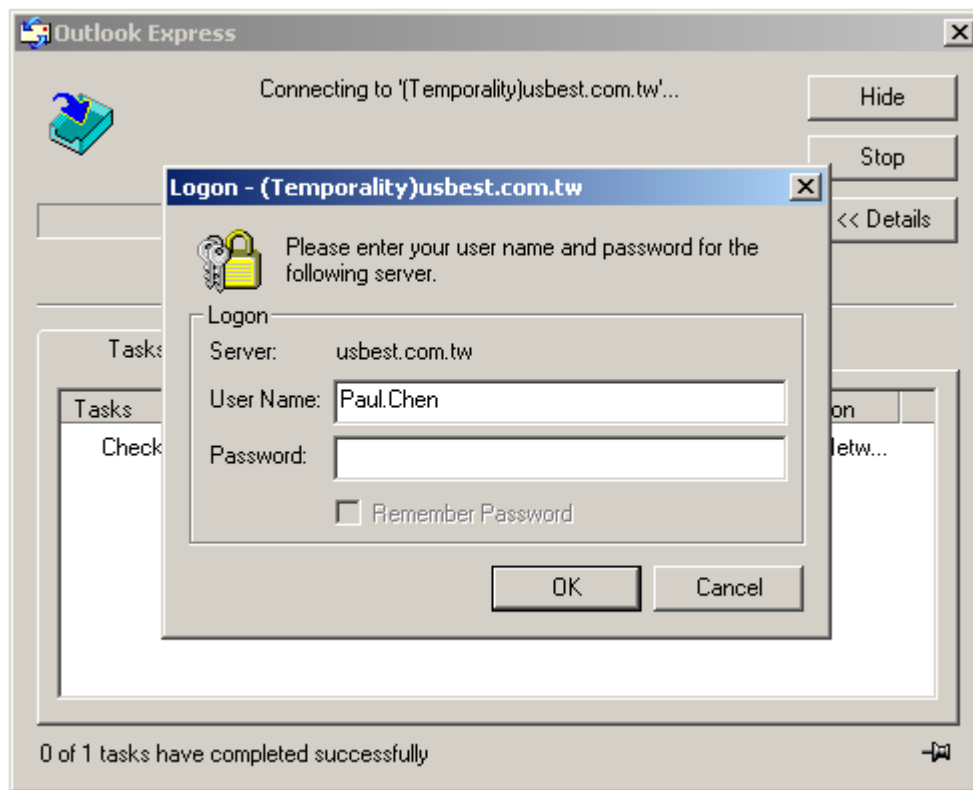 Outlook Express
Connecting to '(Temporality)usbest.com.tw'...
Hide
Stop
<< Details
Logon - (Temporality)usbest.com.tw
Please enter your user name and password for the
following server.
Logon
Server: usbest.com.tw
User Name: Paul.Chen
Password:
Remember Password
OK Cancel
Tasks
Tasks
Check
0 of 1 tasks have completed successfully